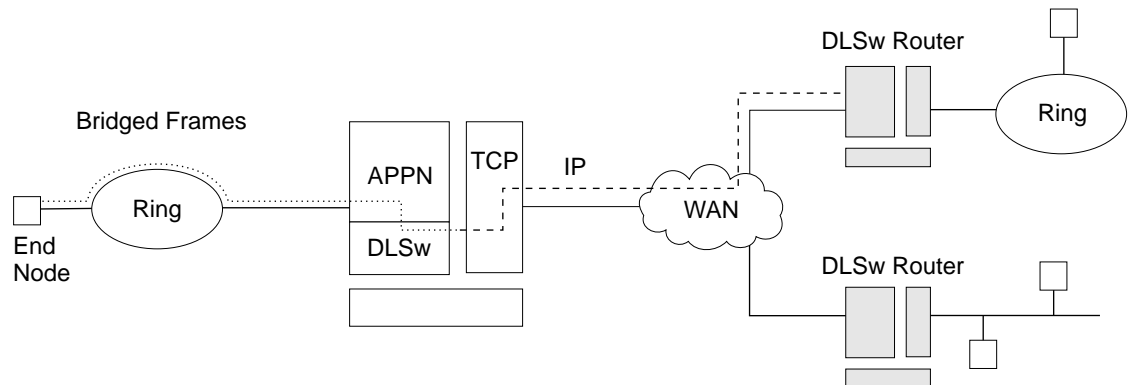 DLSw Router
Bridged Frames
Ring
TCP
APPN
IP
Ring
WAN
End
Node
DLSw
DLSw Router